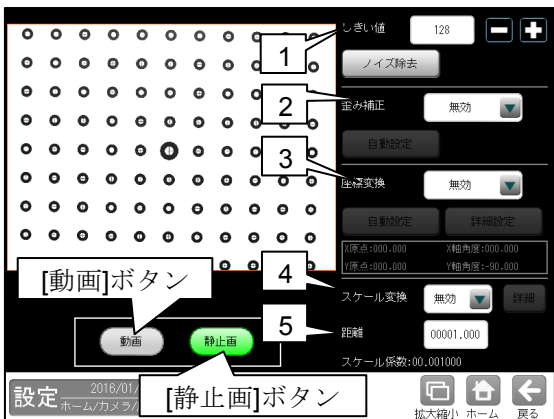 しきい値 128
1
ノイズ除去
2
歪み補正 無効
自動設定
3
座標変換 無効
自動設定 詳細設定
X原点:000.000 X軸角度:000.000
Y原点:000.000 Y軸角度:-90.000
4
スケール変換 無効 詳細
5
距離 00001.000
スケール係数:00.001000
[動画]ボタン
動画 静止画
[静止画]ボタン
設定 2016/01/
ホーム/カメラ/
拡大縮小 ホーム 戻る